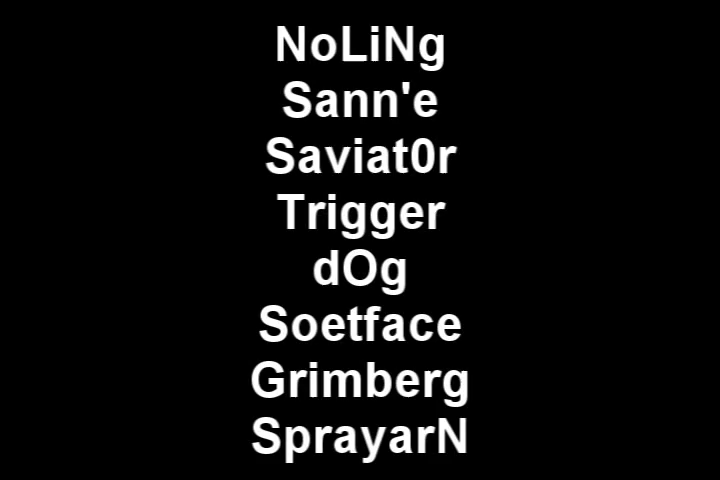 NoLiNg
Sann'e
Saviat0r
Trigger
dOg
Soetface
Grimberg
SprayarN